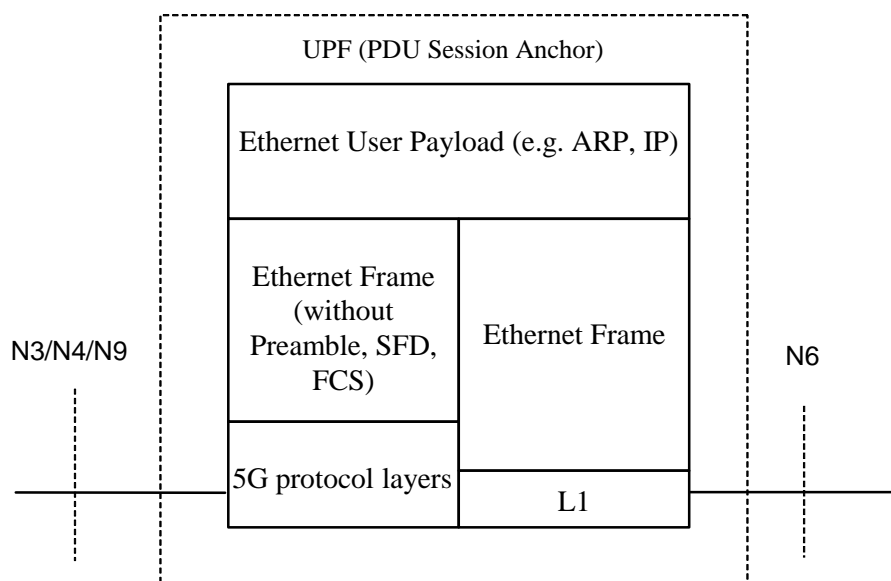 UPF (PDU Session Anchor)
Ethernet User Payload (e.g. ARP, IP)
Ethernet Frame
(without
Preamble, SFD,
FCS)
Ethernet Frame
N3/N4/N9
N6
5G protocol layers
L1